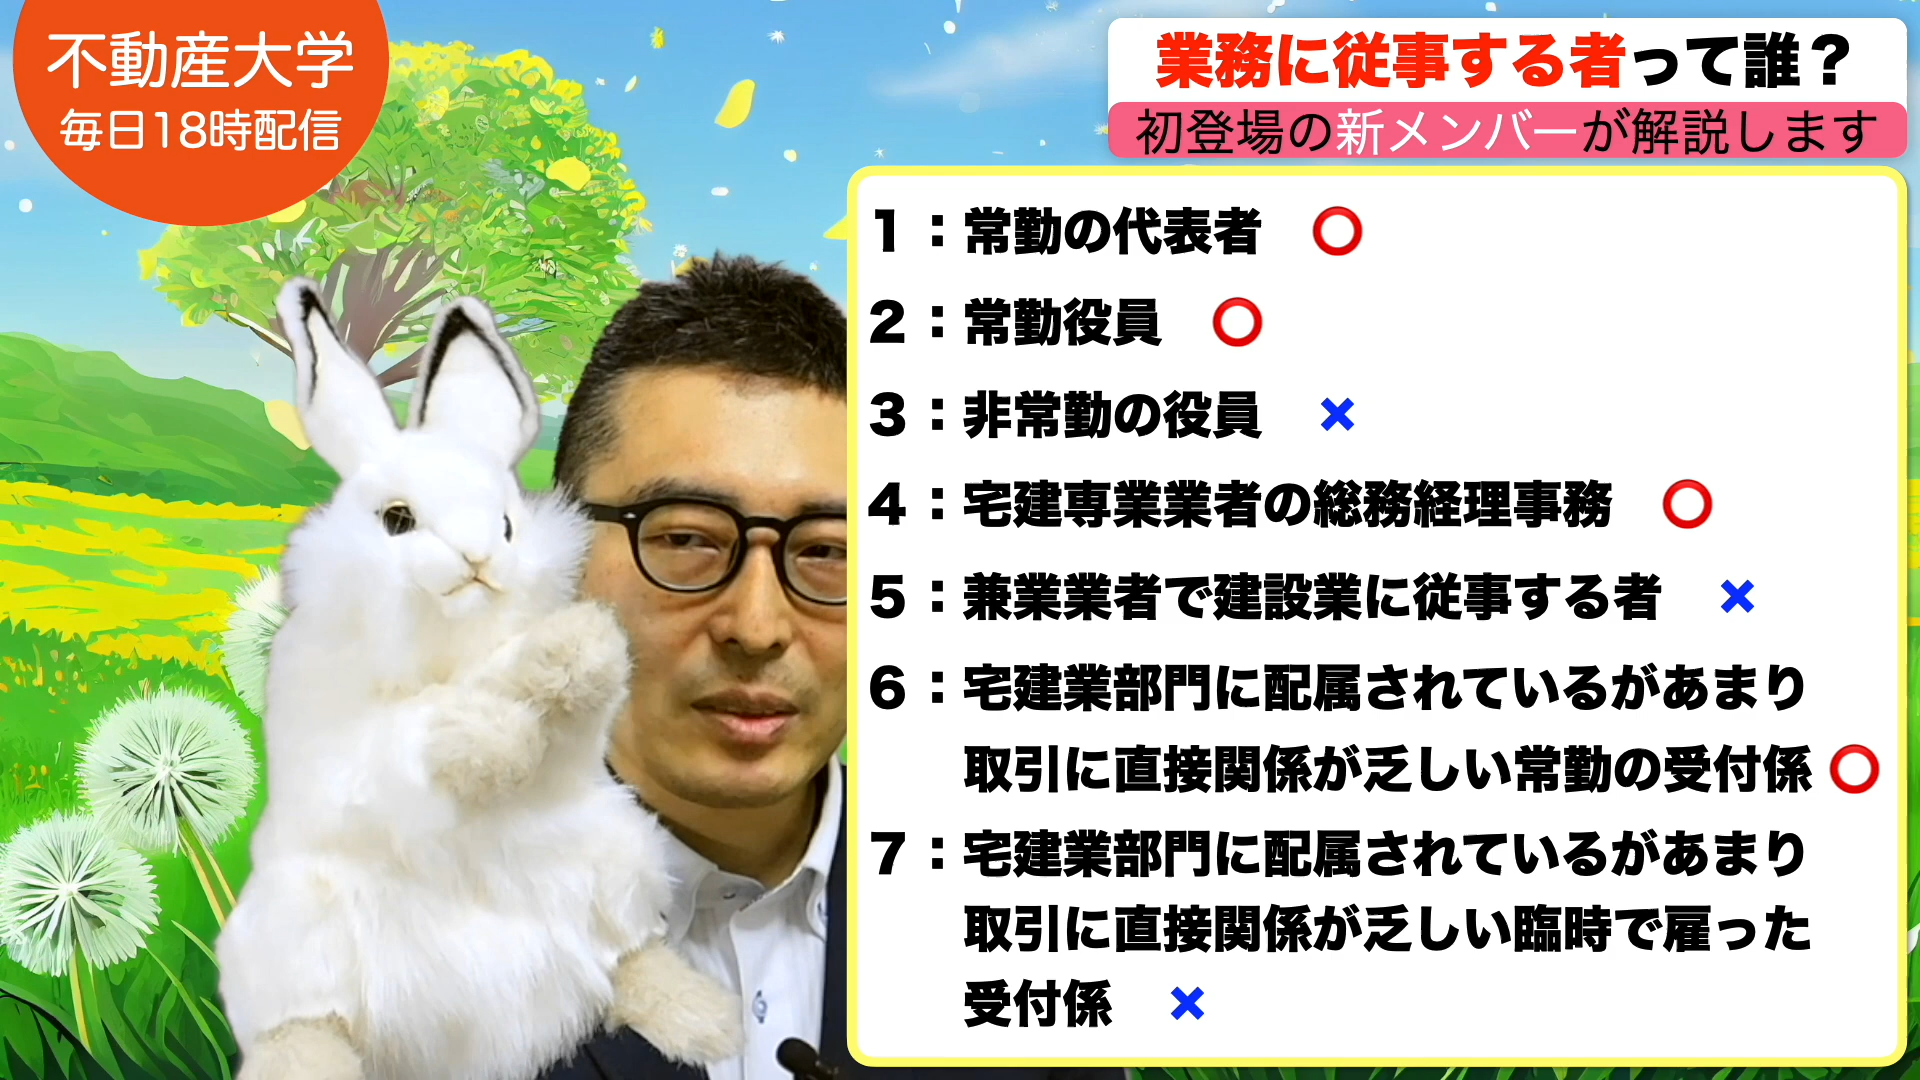 不動産大学
毎日18時配信
業務に従事する者って誰？
初登場の新メンバーが解説します
１：常勤の代表者 ⭕
２：常勤役員 ⭕
３：非常勤の役員 ×
４：宅建専業業者の総務経理事務 ⭕
５：兼業業者で建設業に従事する者 ×
６：宅建業部門に配属されているがあまり
取引に直接関係が乏しい常勤の受付係 ⭕
７：宅建業部門に配属されているがあまり
取引に直接関係が乏しい臨時で雇った
受付係 ×